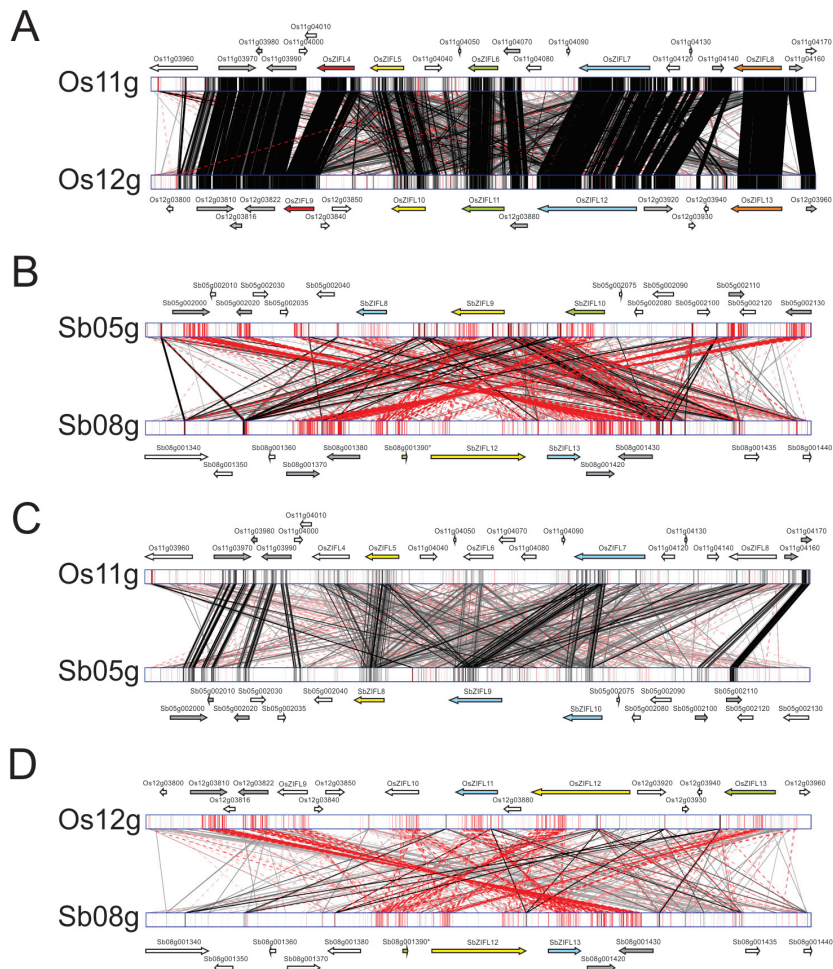 A
Os11g04010
Os11g03980 Os11g04000 Os11g04050 Os11g04070 Os11g04090 Os11g04130 Os11g04170
Os11g03960 Os11g03970 Os11g03990 OsZIFL4 OsZIFL5 Os11g04040 OsZIFL6 Os11g04080 OsZIFL7 Os11g04120 Os11g04140 OsZIFL8 Os11g04160
Os11g
Os12g
Os12g03800 Os12g03810 Os12g03822 OsZIFL9 Os12g03850 OsZIFL10 OsZIFL11 OsZIFL12 Os12g03920 Os12g03940 OsZIFL13 Os12g03960
Os12g03816 Os12g03840 Os12g03880 Os12g03930
B
Sb05g002010 Sb05g002030 Sb05g002040 Sb05g002075 Sb05g002090 Sb05g002110
Sb05g002000 Sb05g002020 Sb05g002035 SbZIFL8 SbZIFL9 SbZIFL10 Sb05g002080 Sb05g002100 Sb05g002120 Sb05g002130
Sb05g
Sb08g
Sb08g001340 Sb08g001360 Sb08g001380 Sb08g001390* SbZIFL12 SbZIFL13 Sb08g001430 Sb08g001435 Sb08g001440
Sb08g001350 Sb08g001370 Sb08g001420
C
Os11g04010
Os11g03980 Os11g04000 Os11g04050 Os11g04070 Os11g04090 Os11g04130 Os11g04170
Os11g03960 Os11g03970 Os11g03990 OsZIFL4 OsZIFL5 Os11g04040 OsZIFL6 Os11g04080 OsZIFL7 Os11g04120 Os11g04140 OsZIFL8 Os11g04160
Os11g
Sb05g
Sb05g002010 Sb05g002030 Sb05g002040 SbZIFL8 SbZIFL9 Sb05g002075 Sb05g002090 Sb05g002110
Sb05g002000 Sb05g002020 Sb05g002035 SbZIFL10 Sb05g002080 Sb05g002100 Sb05g002120 Sb05g002130
D
Os12g03800 Os12g03810 Os12g03822 OsZIFL9 Os12g03850 OsZIFL10 OsZIFL11 OsZIFL12 Os12g03920 Os12g03940 OsZIFL13 Os12g03960
Os12g03816 Os12g03840 Os12g03880 Os12g03930
Os12g
Sb08g
Sb08g001340 Sb08g001360 Sb08g001380 Sb08g001390* SbZIFL12 SbZIFL13 Sb08g001430 Sb08g001435 Sb08g001440
Sb08g001350 Sb08g001370 Sb08g001420